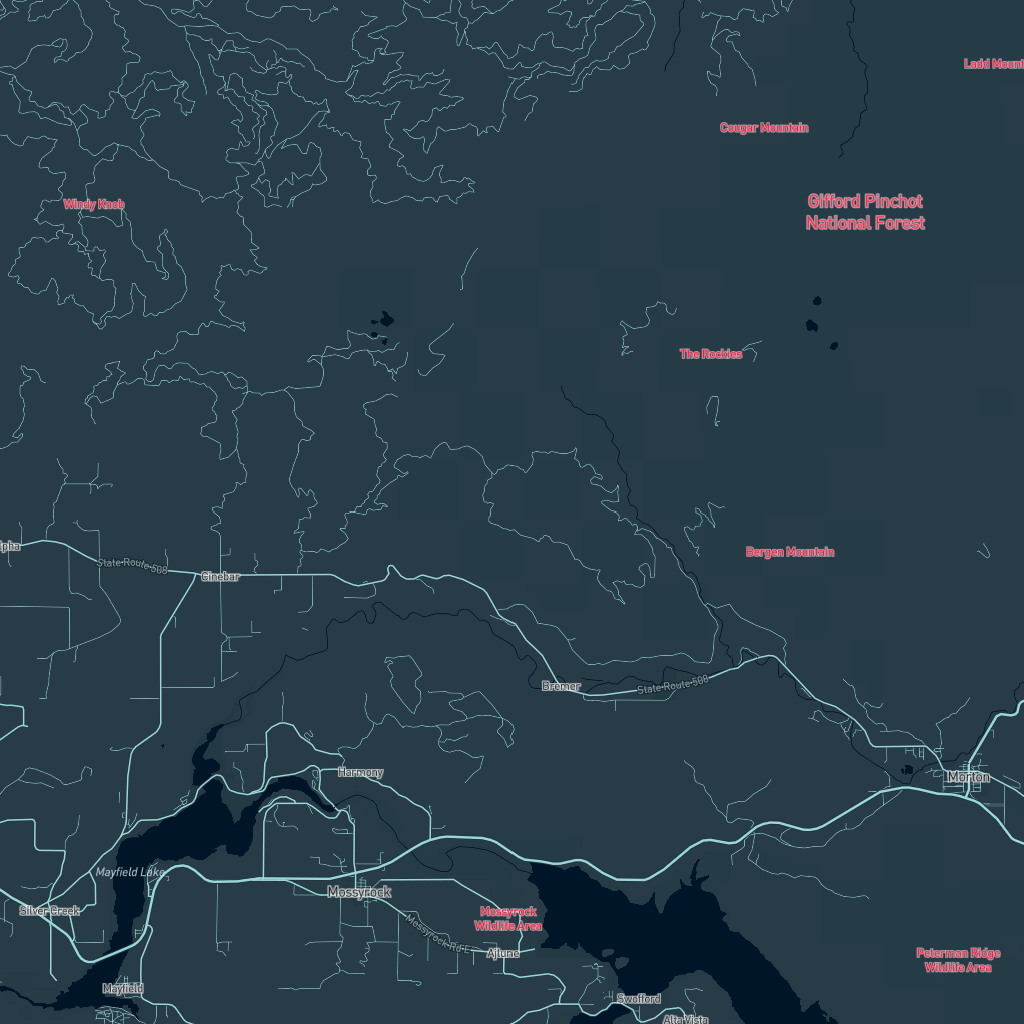 Ladd Mount
Cougar Mountain
Gifford Pinchot
National Forest
Windy Knob
The Rockies
Bergen Mountain
lpha
State Route 508
Cinebar
Bremer
State Route 508
Harmony
Morton
Mayfield Lake
Mossyrock
Silver Creek
Mossyrock
Wildlife Area
Mossyrock Rd E
Ajlune
Peterman Ridge
Wildlife Area
Mayfield
Swofford
Alta Vista